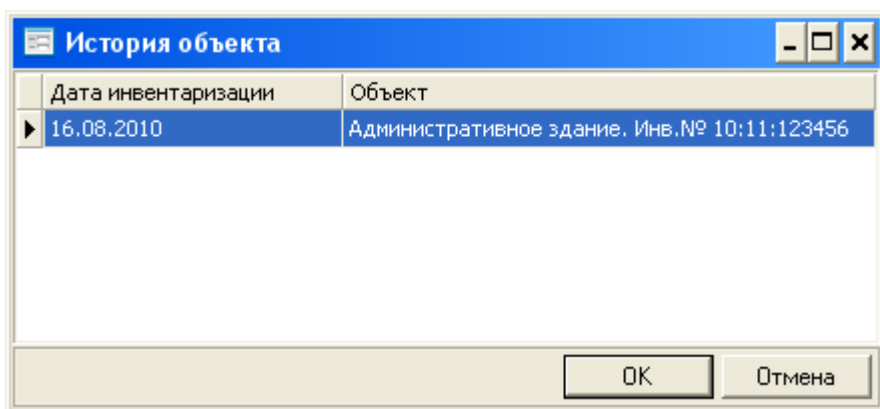 История объекта
Дата инвентаризации Объект
16.08.2010 Административное здание. Инв.№ 10:11:123456
OK Отмена